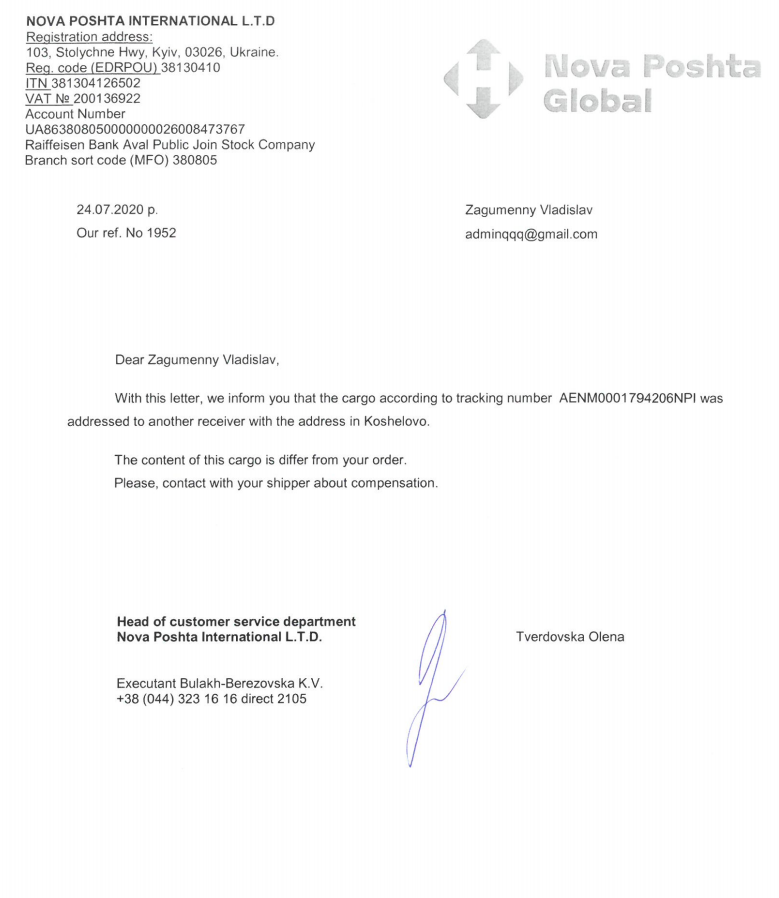 NOVA POSHTA INTERNATIONAL L.T.D
Registration address:
103, Stolychne Hwy, Kyiv, 03026, Ukraine.
Reg. code (EDRPOU) 38130410
ITN 381304126502
VAT № 200136922
Account Number
UA863808050000000026008473767
Raiffeisen Bank Aval Public Join Stock Company
Branch sort code (MFO) 380805
Nova Poshta
Global
24.07.2020 р.
Our ref. No 1952
Zagumenny Vladislav
adminqqq@gmail.com
Dear Zagumenny Vladislav,
With this letter, we inform you that the cargo according to tracking number AENM0001794206NPI was
addressed to another receiver with the address in Koshelovo.
The content of this cargo is differ from your order.
Please, contact with your shipper about compensation.
Head of customer service department
Nova Poshta International L.T.D.
Tverdovska Olena
Executant Bulakh-Berezovska K.V.
+38 (044) 323 16 16 direct 2105